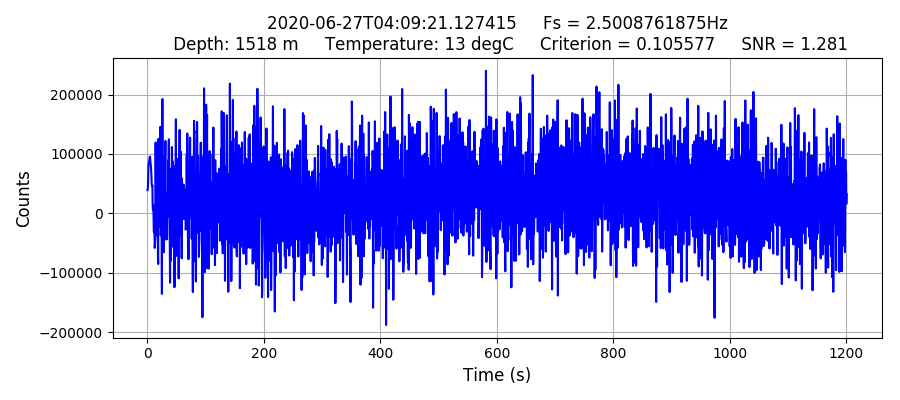 2020-06-27T04:09:21.127415     Fs = 2.5008761875Hz
Depth: 1518 m     Temperature: 13 degC     Criterion = 0.105577     SNR = 1.281
Counts
200000
100000
0
−100000
−200000
0 200 400 600 800 1000 1200
Time (s)